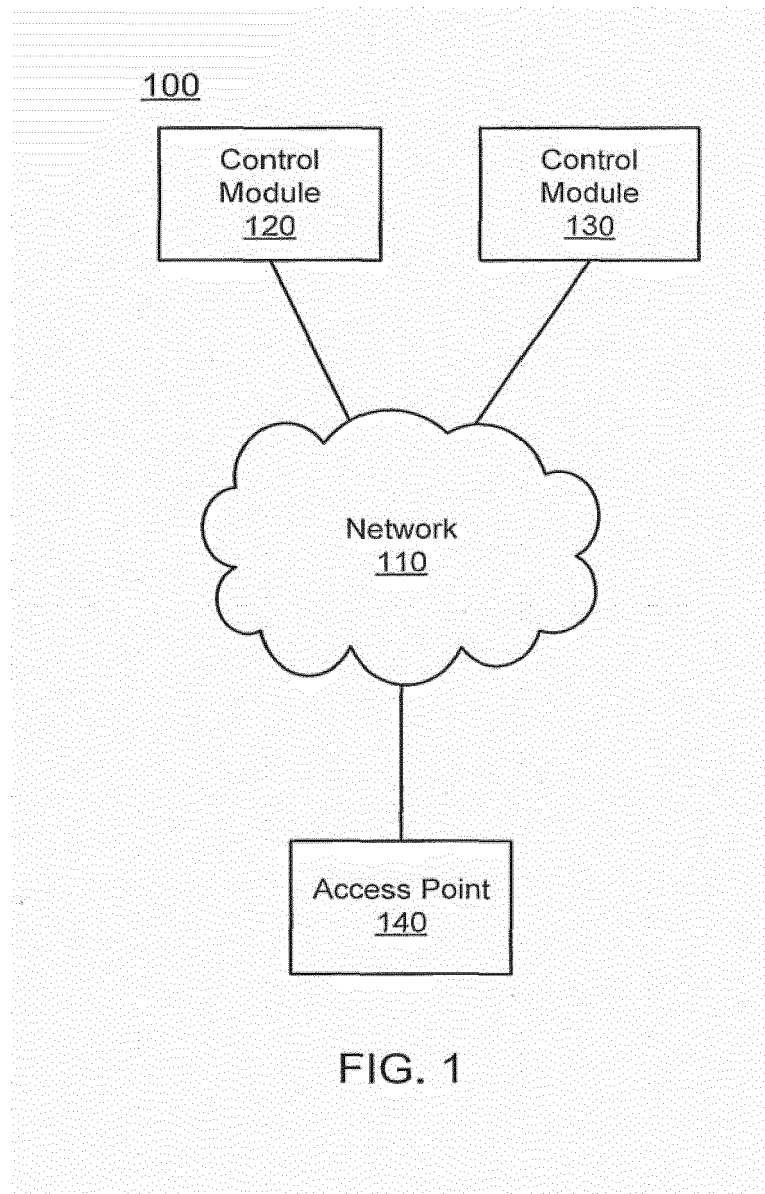 100
Control
Module
120
Control
Module
130
Network
110
Access Point
140
FIG. 1